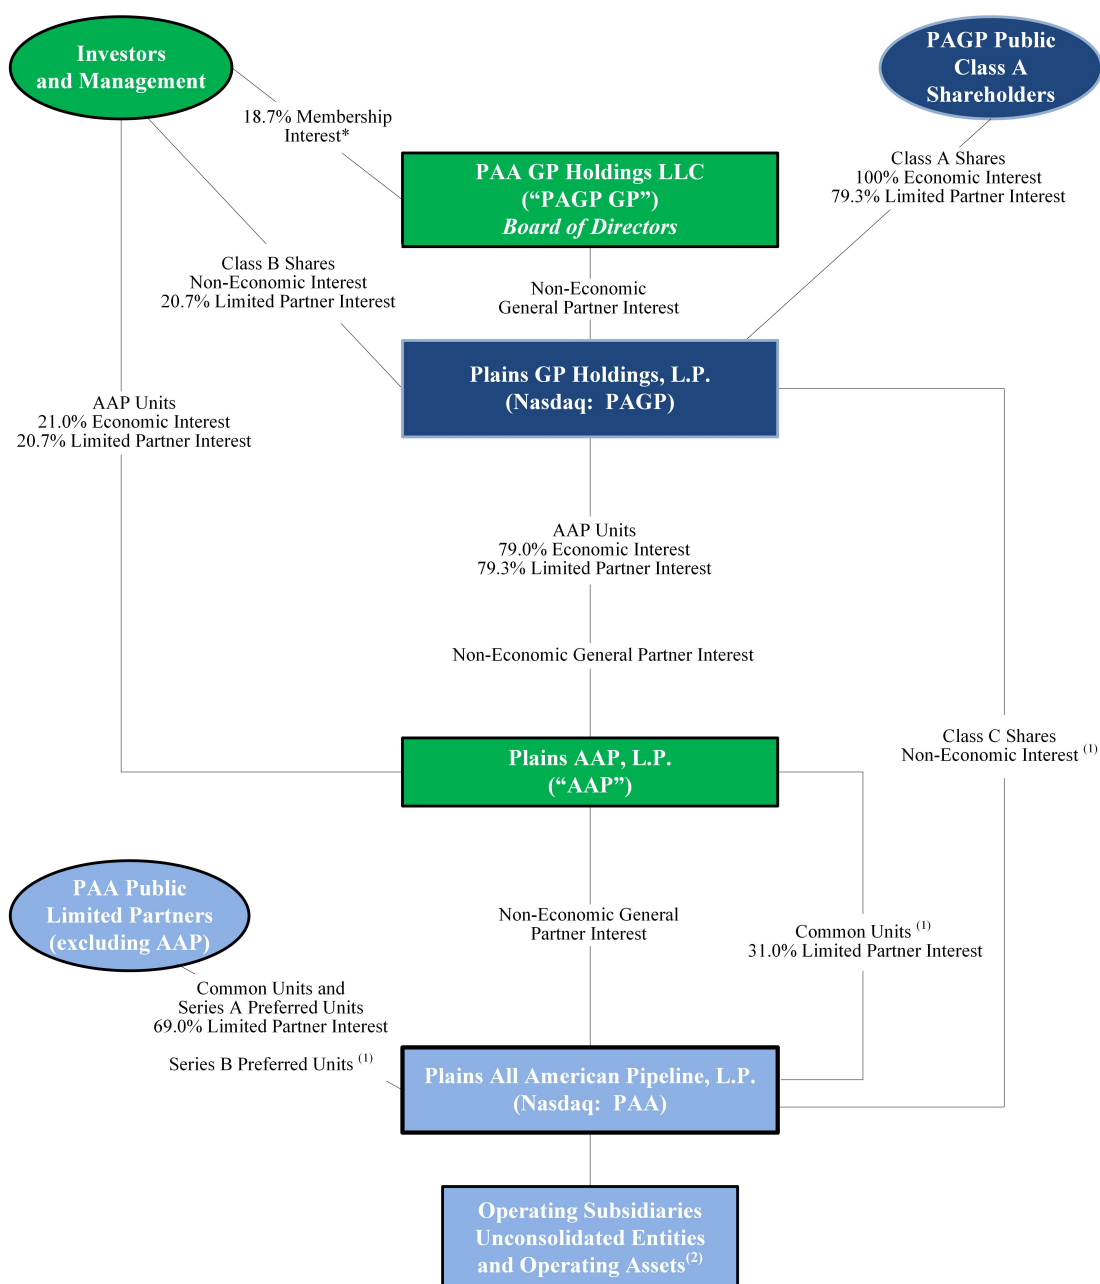 Investors
and Management
PAGP Public
Class A
Shareholders
18.7% Membership
Interest*
PAA GP Holdings LLC
(“PAGP GP”)
Board of Directors
Class A Shares
100% Economic Interest
79.3% Limited Partner Interest
Class B Shares
Non-Economic Interest
20.7% Limited Partner Interest
Non-Economic
General Partner Interest
Plains GP Holdings, L.P.
(Nasdaq:  PAGP)
AAP Units
21.0% Economic Interest
20.7% Limited Partner Interest
AAP Units
79.0% Economic Interest
79.3% Limited Partner Interest
Non-Economic General Partner Interest
Class C Shares
Non-Economic Interest (1)
Plains AAP, L.P.
(“AAP”)
PAA Public
Limited Partners
(excluding AAP)
Non-Economic General
Partner Interest
Common Units (1)
31.0% Limited Partner Interest
Common Units and
Series A Preferred Units
69.0% Limited Partner Interest
Series B Preferred Units (1)
Plains All American Pipeline, L.P.
(Nasdaq:  PAA)
Operating Subsidiaries
Unconsolidated Entities
and Operating Assets(2)